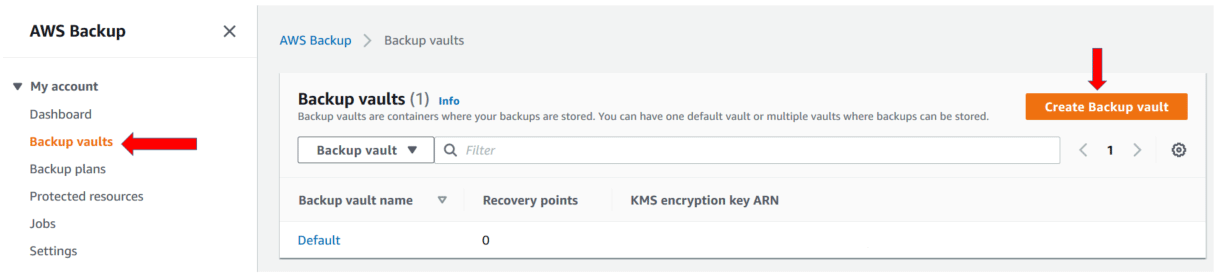 AWS Backup
My account
Dashboard
Backup vaults
Backup plans
Protected resources
Jobs
Settings
AWS Backup > Backup vaults
Backup vaults (1) Info
Backup vaults are containers where your backups are stored. You can have one default vault or multiple vaults where backups can be stored.
Create Backup vault
Backup vault Filter
< 1 >
Backup vault name Recovery points KMS encryption key ARN
Default 0